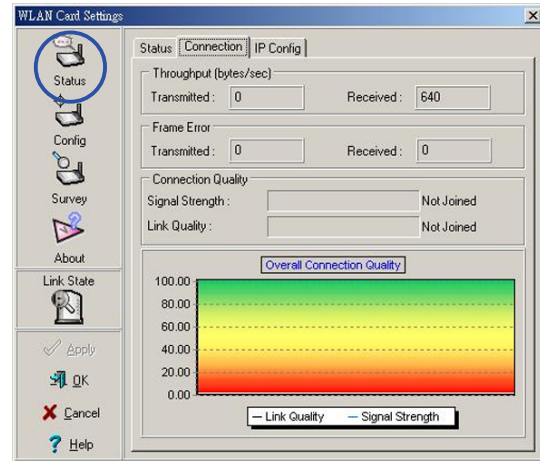 WLAN Card Settings
Status
Config
Survey
About
Link State
Apply
OK
Cancel
Help
Status Connection IP Config
Throughput (bytes/sec)
Transmitted : 0 Received : 640
Frame Error
Transmitted : 0 Received : 0
Connection Quality
Signal Strength : Not Joined
Link Quality : Not Joined
Overall Connection Quality
100.00
80.00
60.00
40.00
20.00
0.00
Link Quality Signal Strength